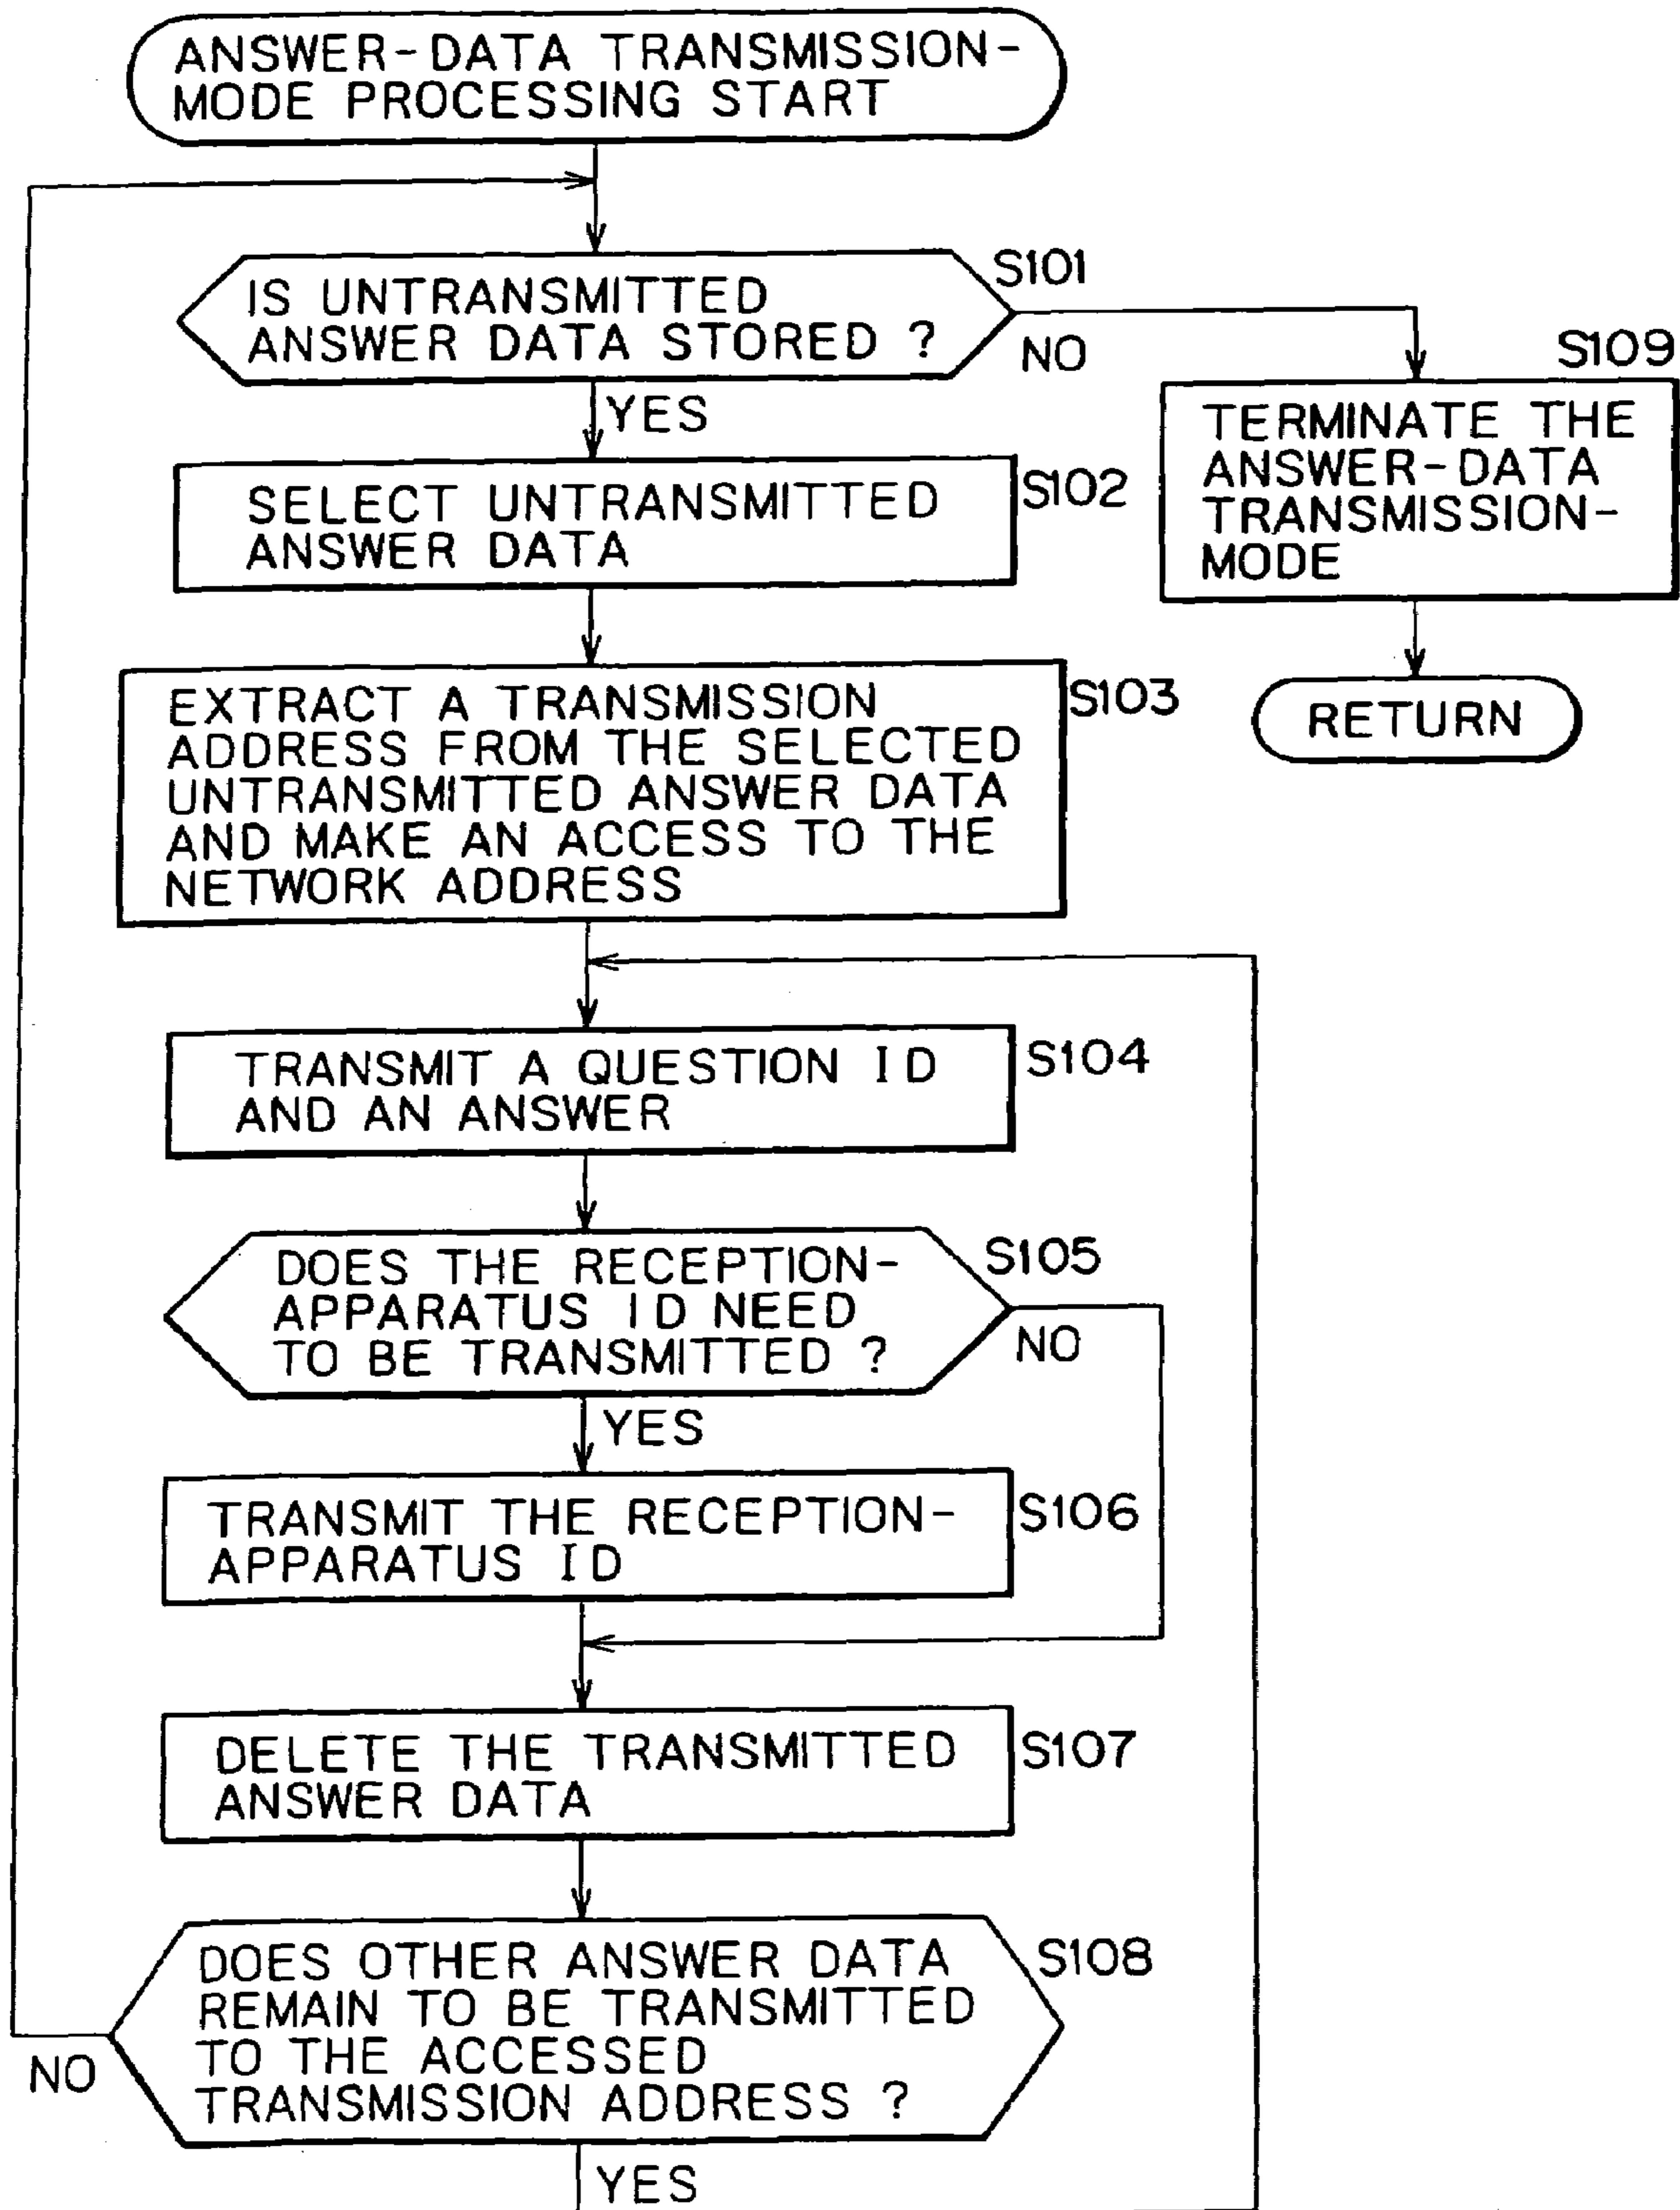 ANSWER-DATA TRANSMISSION-
MODE PROCESSING START
IS UNTRANSMITTED
ANSWER DATA STORED ?
S101
NO
YES
S109
TERMINATE THE
ANSWER-DATA
TRANSMISSION-
MODE
RETURN
SELECT UNTRANSMITTED
ANSWER DATA
S102
EXTRACT A TRANSMISSION
ADDRESS FROM THE SELECTED
UNTRANSMITTED ANSWER DATA
AND MAKE AN ACCESS TO THE
NETWORK ADDRESS
S103
TRANSMIT A QUESTION ID
AND AN ANSWER
S104
DOES THE RECEPTION-
APPARATUS ID NEED
TO BE TRANSMITTED ?
S105
NO
YES
TRANSMIT THE RECEPTION-
APPARATUS ID
S106
DELETE THE TRANSMITTED
ANSWER DATA
S107
DOES OTHER ANSWER DATA
REMAIN TO BE TRANSMITTED
TO THE ACCESSED
TRANSMISSION ADDRESS ?
S108
NO
YES